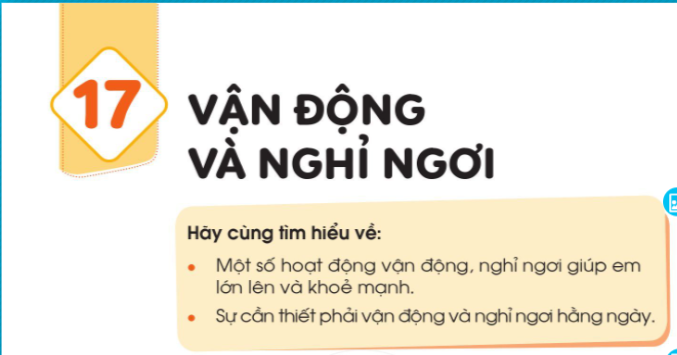 17
VẬN ĐỘNG
VÀ NGHỈ NGƠI
Hãy cùng tìm hiểu về:
• Một số hoạt động vận động, nghỉ ngơi giúp em
lớn lên và khoẻ mạnh.
• Sự cần thiết phải vận động và nghỉ ngơi hằng ngày.